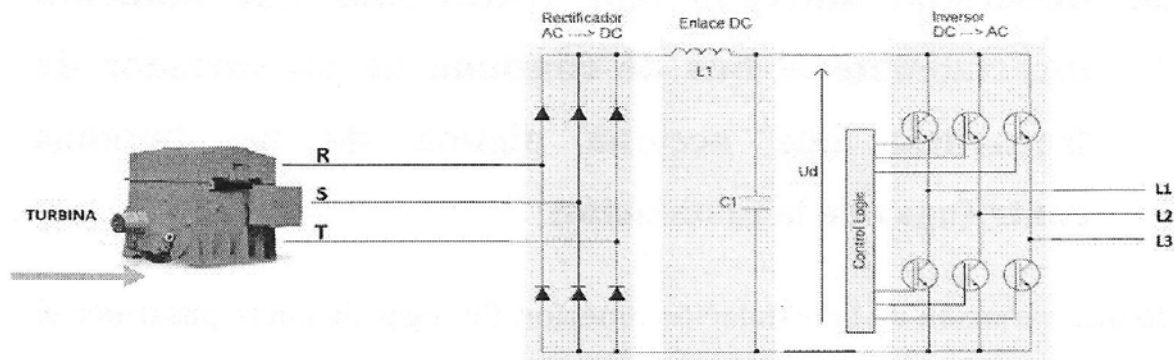 Rectificador
AC ----> DC
Enlace DC
Inversor
DC ---> AC
L1
R
S
T
TURBINA
C1
Ud
Control Logic
L1
L2
L3